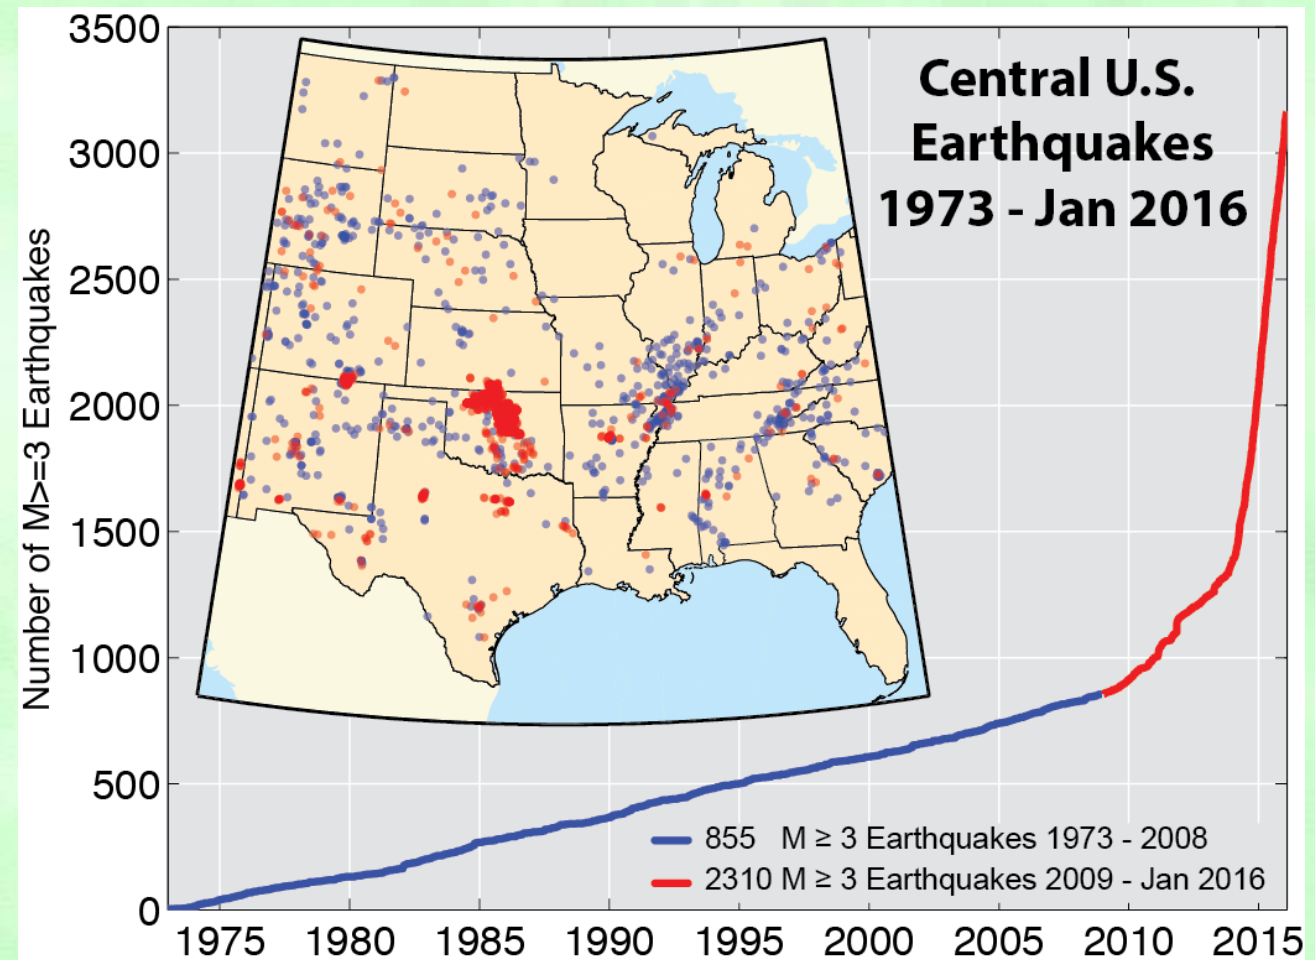 Central U.S.
Earthquakes
1973 - Jan 2016
Number of M>=3 Earthquakes
3500
3000
2500
2000
1500
1000
500
0
855 M ≥ 3 Earthquakes 1973 - 2008
2310 M ≥ 3 Earthquakes 2009 - Jan 2016
1975 1980 1985 1990 1995 2000 2005 2010 2015